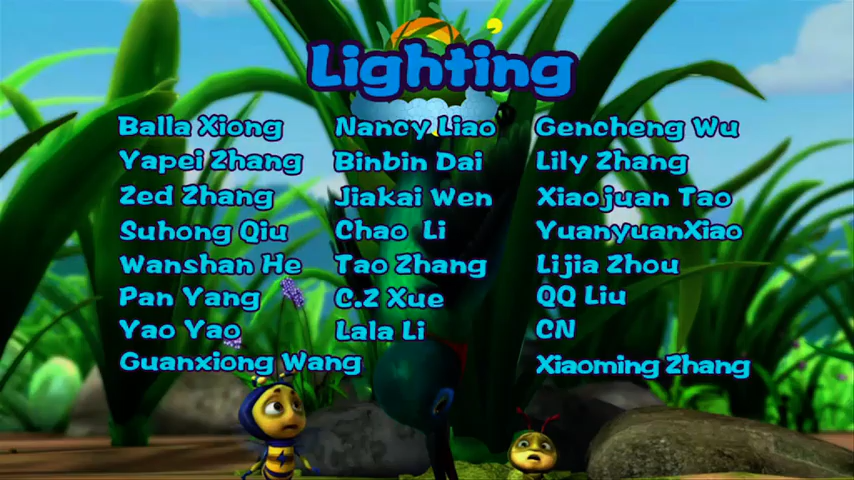 Lighting
Balla Xiong Nancy Liao Gencheng Wu
Yapei Zhang Binbin Dai Lily Zhang
Zed Zhang Jiakai Wen Xiaojuan Tao
Suhong Qiu Chao Li YuanyuanXiao
Wanshan He Tao Zhang Lijia Zhou
Pan Yang C.Z Xue QQ Liu
Yao Yao Lala Li CN
Guanxiong Wang Xiaoming Zhang